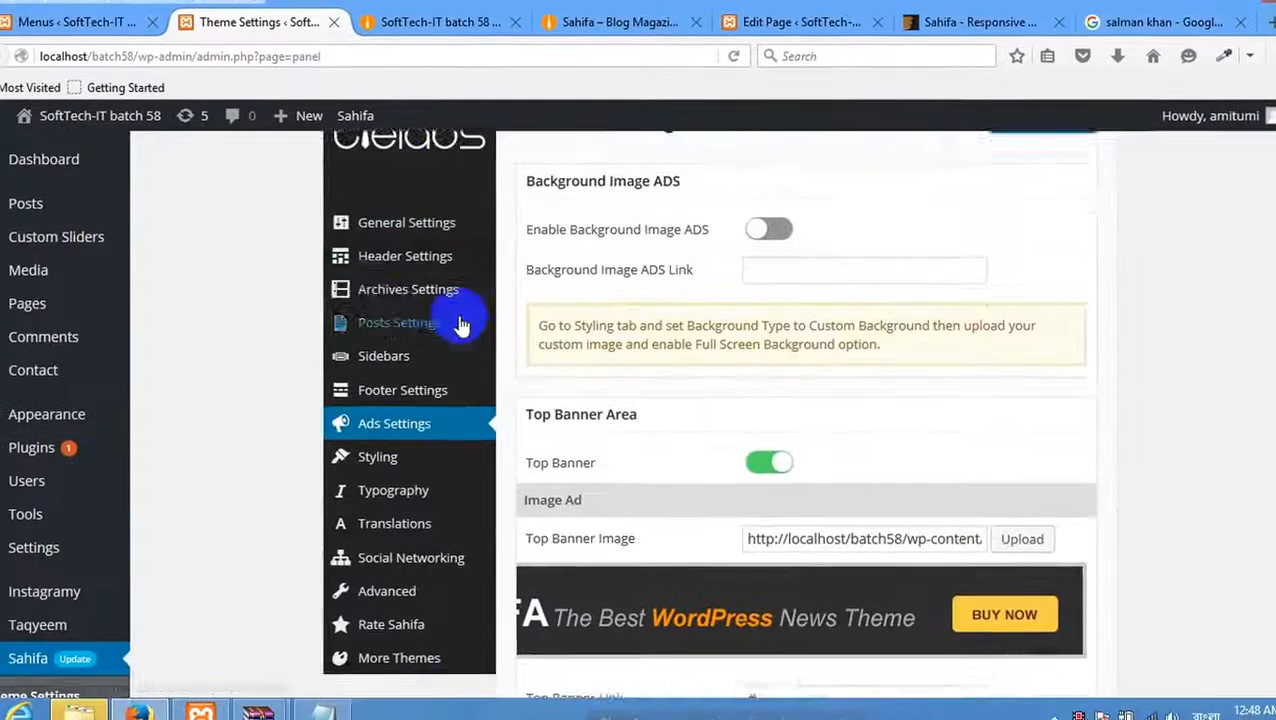 Menus ‹ SoftTech-IT ...
Theme Settings ‹ Soft...
SoftTech-IT batch 58 ...
Sahifa – Blog Magazi...
Edit Page ‹ SoftTech-...
Sahifa - Responsive ...
salman khan - Googl...
localhost/batch58/wp-admin/admin.php?page=panel
Search
Most Visited
Getting Started
SoftTech-IT batch 58
5
0
New
Sahifa
Howdy, amitumi
Dashboard
Posts
Custom Sliders
Media
Pages
Comments
Contact
Appearance
Plugins 1
Users
Tools
Settings
Instagramy
Taqyeem
Sahifa Update
Theme Settings
tielabs
General Settings
Header Settings
Archives Settings
Posts Settings
Sidebars
Footer Settings
Ads Settings
Styling
Typography
Translations
Social Networking
Advanced
Rate Sahifa
More Themes
Background Image ADS
Enable Background Image ADS
Background Image ADS Link
Go to Styling tab and set Background Type to Custom Background then upload your
custom image and enable Full Screen Background option.
Top Banner Area
Top Banner
Image Ad
Top Banner Image
http://localhost/batch58/wp-content,
Upload
FA The Best WordPress News Theme
BUY NOW
Top Banner Link
#
বাংলা
12:48 AM